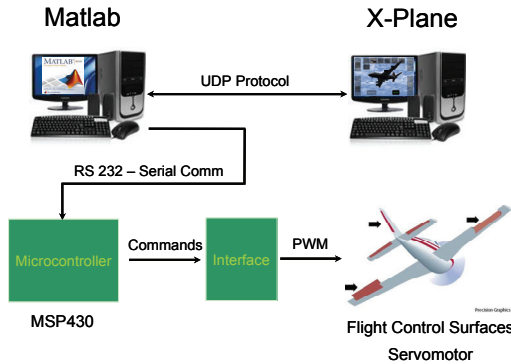 Matlab
X-Plane
MATLAB
UDP Protocol
RS 232 – Serial Comm
Microcontroller
Commands
Interface
PWM
MSP430
Precision Graphics
Flight Control Surfaces
Servomotor